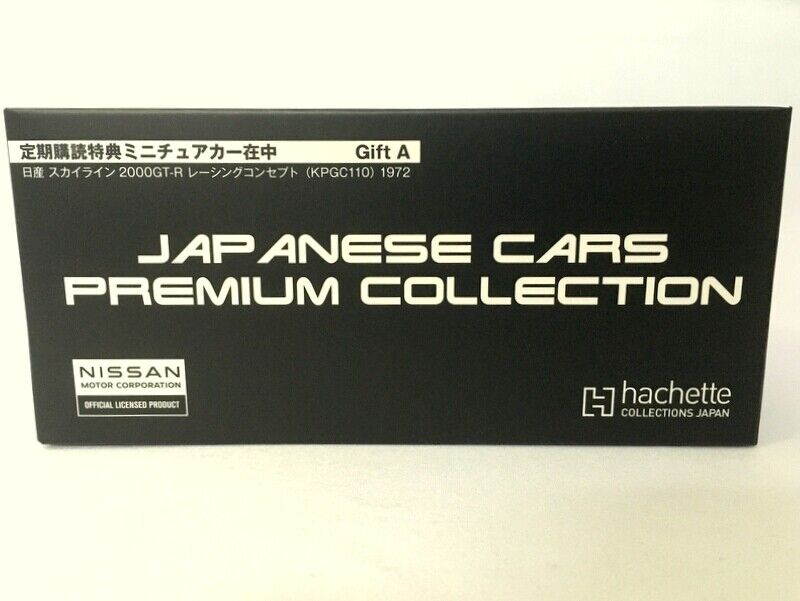 定期購読特典ミニチュアカー在中 Gift A
日産 スカイライン 2000GT-R レーシングコンセプト (KPGC110) 1972
JAPANESE CARS
PREMIUM COLLECTION
NISSAN
MOTOR CORPORATION
OFFICIAL LICENSED PRODUCT
hachette
COLLECTIONS JAPAN